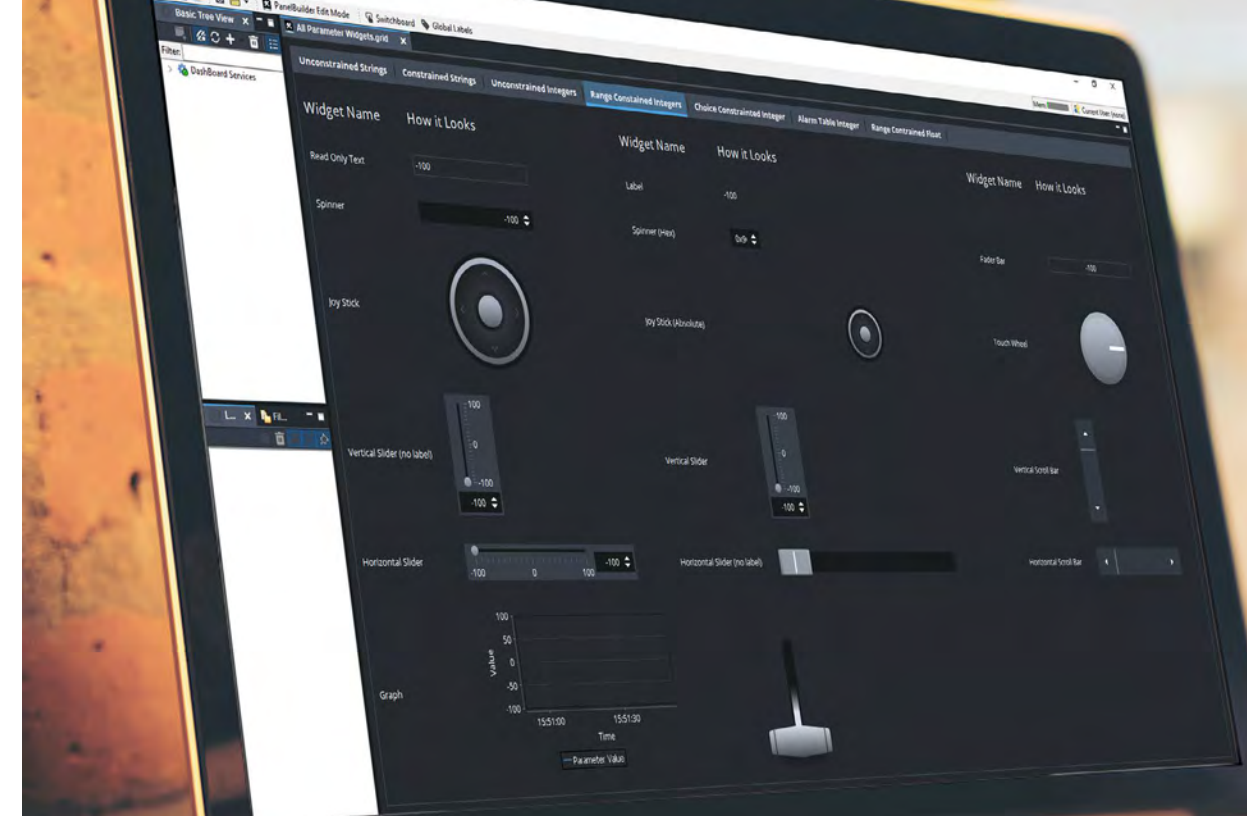 PanelBuilder Edit Mode Switchboard Global Labels
Basic Tree View
All Parameter Widgets.grid
Filter:
DashBoard Services
Mem:
Current User: (none)
Unconstrained Strings Constrained Strings Unconstrained Integers Range Constained Integers Choice Constrainted Integer Alarm Table Integer Range Contrained Float
Widget Name How it Looks
Widget Name How it Looks
Widget Name How it Looks
Read Only Text -100
Label -100
Spinner -100
Spinner (Hex)
Fader Bar -100
Joy Stick
Joy Stick (Absolute)
Touch Wheel
L... Fil...
Vertical Slider (no label) 100 0 -100 -100
Vertical Slider 100 0 -100 -100
Vertical Scroll Bar
Horizontal Slider -100 0 100 -100
Horizontal Slider (no label)
Horizontal Scroll Bar
Graph
Value
100
50
0
-50
-100
15:51:00 15:51:30
Time
Parameter Value